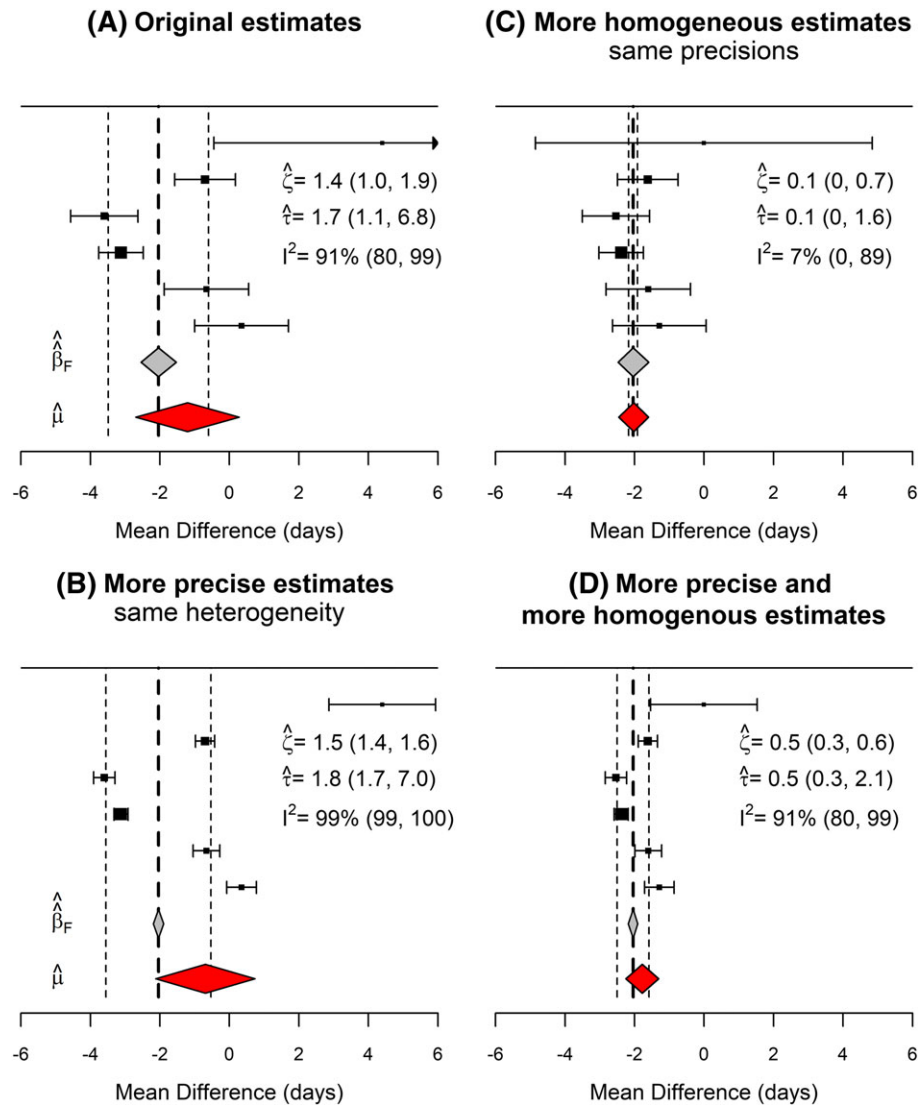 (A) Original estimates
ζ̂= 1.4 (1.0, 1.9)
τ̂= 1.7 (1.1, 6.8)
I²= 91% (80, 99)
β̂̂_F
μ̂
-6 -4 -2 0 2 4 6
Mean Difference (days)
(C) More homogeneous estimates
same precisions
ζ̂= 0.1 (0, 0.7)
τ̂= 0.1 (0, 1.6)
I²= 7% (0, 89)
-6 -4 -2 0 2 4 6
Mean Difference (days)
(B) More precise estimates
same heterogeneity
ζ̂= 1.5 (1.4, 1.6)
τ̂= 1.8 (1.7, 7.0)
I²= 99% (99, 100)
β̂̂_F
μ̂
-6 -4 -2 0 2 4 6
Mean Difference (days)
(D) More precise and
more homogenous estimates
ζ̂= 0.5 (0.3, 0.6)
τ̂= 0.5 (0.3, 2.1)
I²= 91% (80, 99)
-6 -4 -2 0 2 4 6
Mean Difference (days)